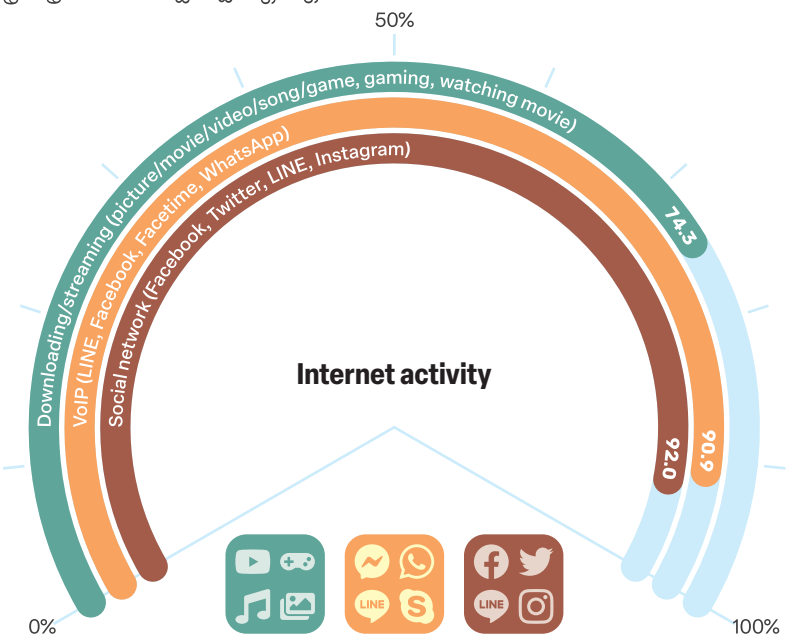 50%
Downloading/streaming (picture/movie/video/song/game, gaming, watching movie)
74.3
VoIP (LINE, Facebook, Facetime, WhatsApp)
90.9
Social network (Facebook, Twitter, LINE, Instagram)
92.0
Internet activity
LINE
LINE
0%
100%